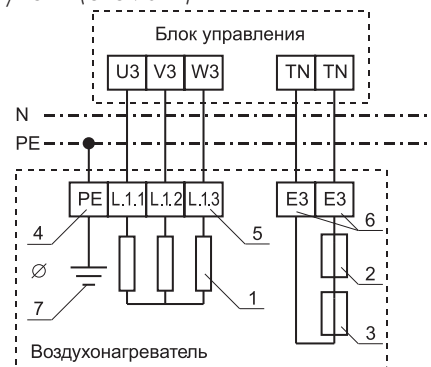 Блок управления
U3 V3 W3 TN TN
N
PE
PE L.1.1 L.1.2 L.1.3 E3 E3
4 5 6
Ø 2
7 1
3
Воздухонагреватель